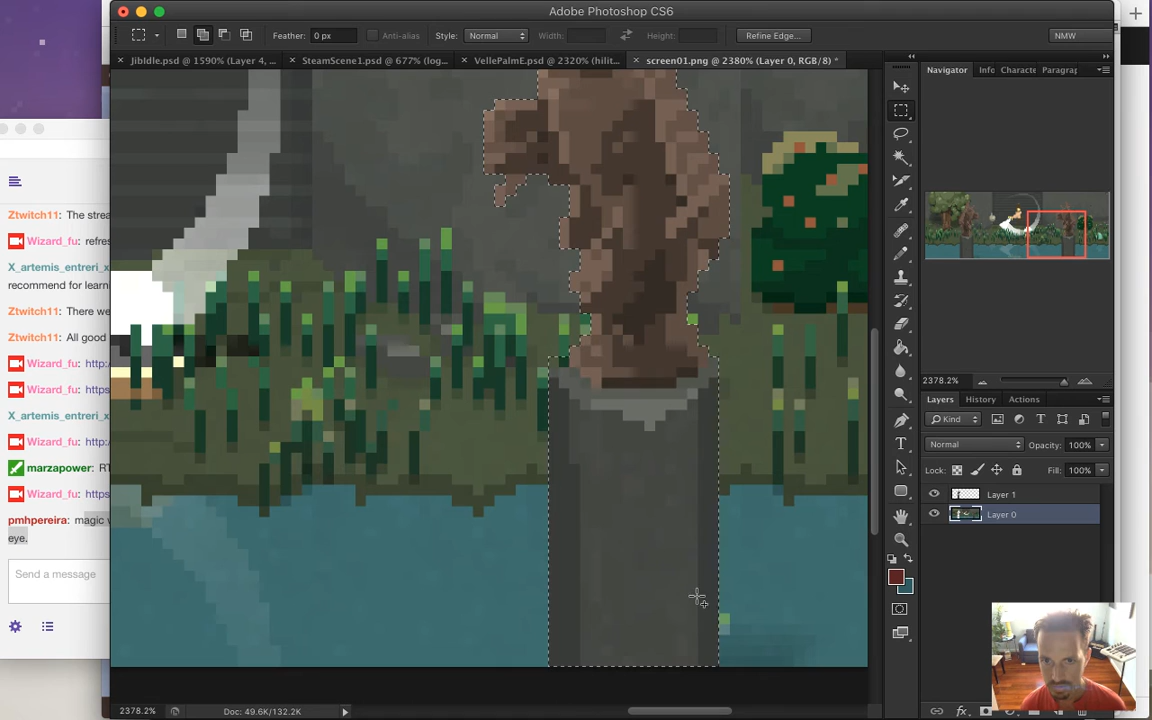 Adobe Photoshop CS6
Feather: 0 px
Anti-alias
Style: Normal
Width:
Height:
Refine Edge...
NMW
JibIdle.psd @ 1590% (Layer 4, ...
SteamScene1.psd @ 677% (log...
VellePalmE.psd @ 2320% (hilit...
screen01.png @ 2380% (Layer 0, RGB/8) *
Navigator
Info
Characte
Paragrap
Ztwitch11: The strea
Wizard_fu: refres
X_artemis_entreri_x
recommend for learn
Ztwitch11: There we
Ztwitch11: All good
Wizard_fu: http:/
Wizard_fu: https
X_artemis_entreri_x
Wizard_fu: http:/
Wizard_fu: https
marzapower: RT
Wizard_fu: https
pmhpereira: magic v
eye.
Send a message
2378.2%
Layers
History
Actions
Kind
Normal
Opacity: 100%
Lock:
Fill: 100%
Layer 1
Layer 0
fx
2378.2%
Doc: 49.6K/132.2K